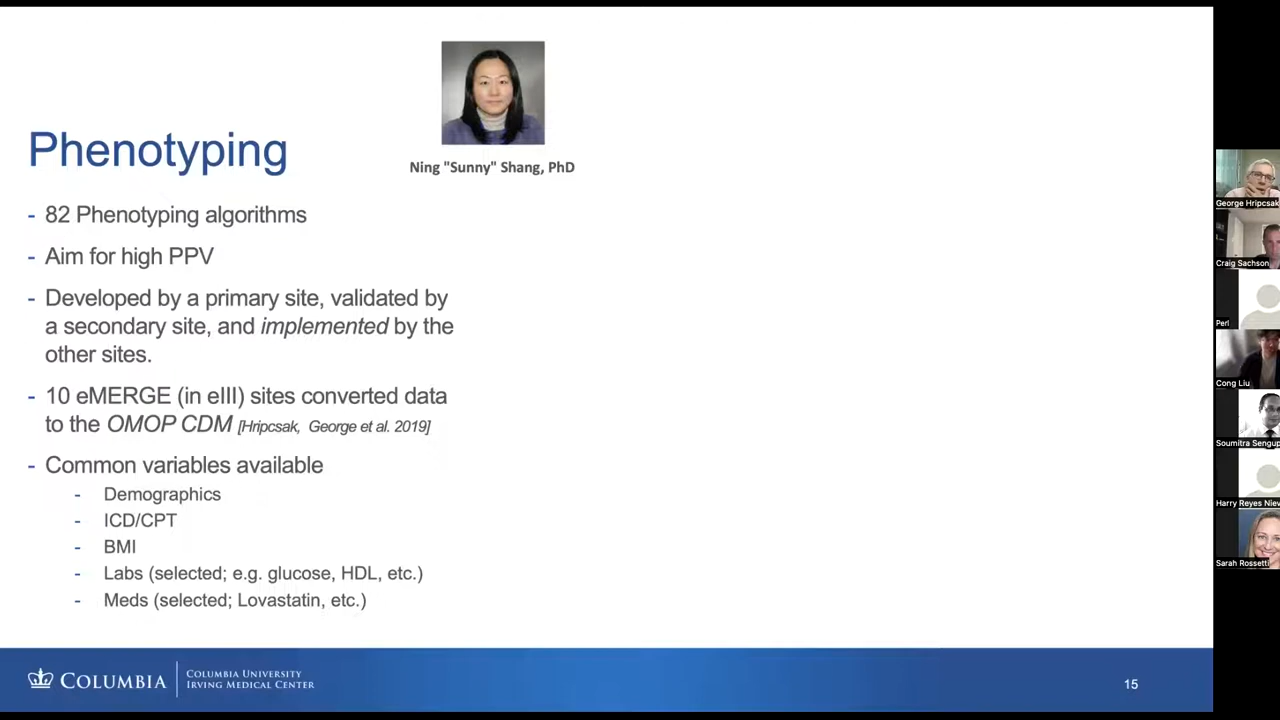 Ning "Sunny" Shang, PhD
Phenotyping
- 82 Phenotyping algorithms
- Aim for high PPV
- Developed by a primary site, validated by
a secondary site, and implemented by the
other sites.
- 10 eMERGE (in eIII) sites converted data
to the OMOP CDM [Hripcsak, George et al. 2019]
- Common variables available
- Demographics
- ICD/CPT
- BMI
- Labs (selected; e.g. glucose, HDL, etc.)
- Meds (selected; Lovastatin, etc.)
COLUMBIA
COLUMBIA UNIVERSITY
IRVING MEDICAL CENTER
15
George Hripcsak
Craig Sachson
Perl
Cong Liu
Soumitra Sengup
Harry Reyes Niev
Sarah Rossetti